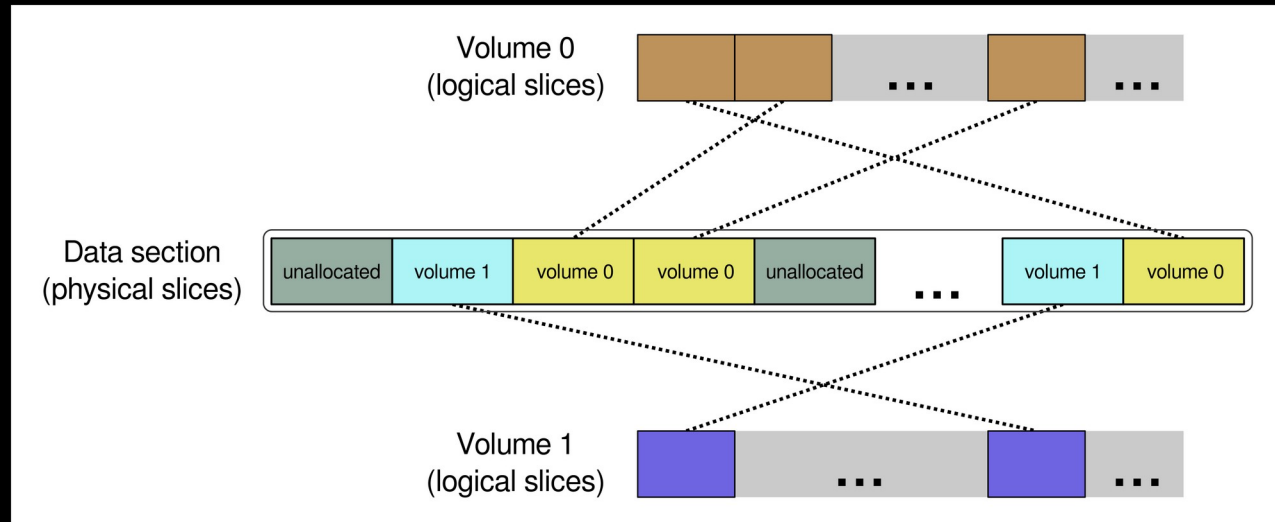 Volume 0
(logical slices)
...
...
Data section
(physical slices)
unallocated
volume 1
volume 0
volume 0
unallocated
...
volume 1
volume 0
Volume 1
(logical slices)
...
...